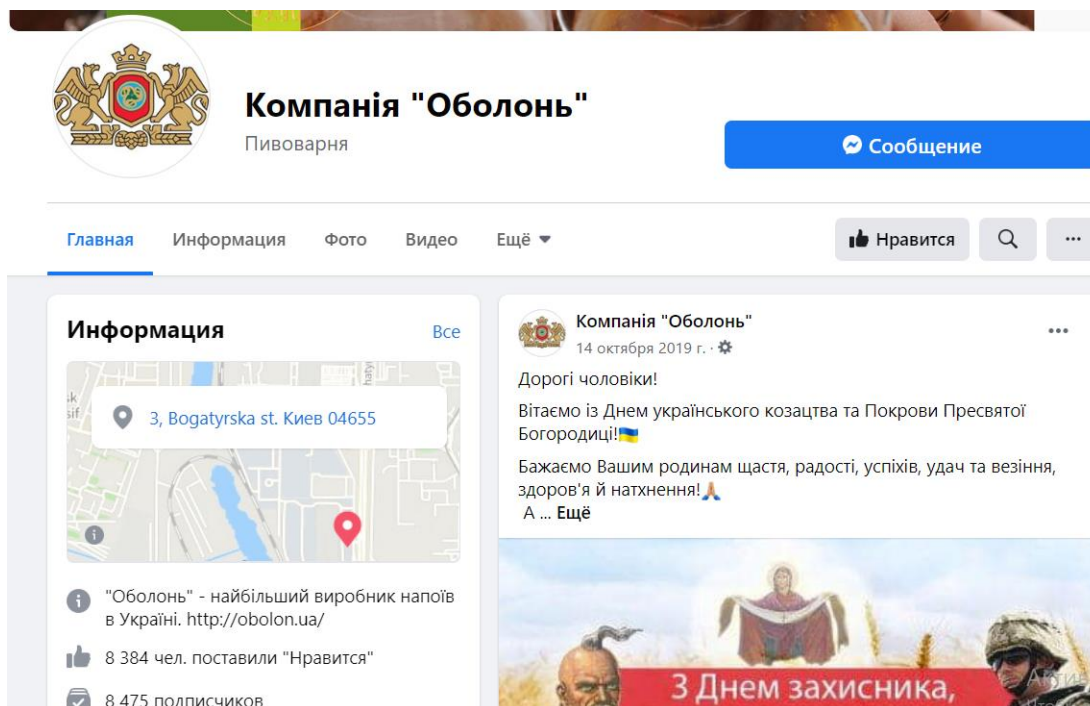 Компанія "Оболонь"
Пивоварня
Сообщение
Главная
Информация
Фото
Видео
Ещё
Нравится
Информация
Все
3, Bogatyrska st. Киев 04655
"Оболонь" - найбільший виробник напоїв
в Україні. http://obolon.ua/
8 384 чел. поставили "Нравится"
8 475 подписчиков
Компанія "Оболонь"
14 октября 2019 г. ·
Дорогі чоловіки!
Вітаємо із Днем українського козацтва та Покрови Пресвятої
Богородиці!🇺🇦
Бажаємо Вашим родинам щастя, радості, успіхів, удач та везіння,
здоров'я й натхнення!🙏
А ... Ещё
З Днем захисника,